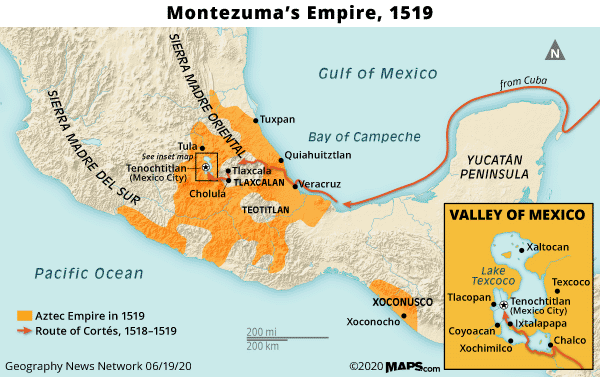 Montezuma's Empire, 1519
N
Gulf of Mexico
from Cuba
SIERRA MADRE ORIENTAL
SIERRA MADRE DEL SUR
Tuxpan
Bay of Campeche
Tula
See inset map
Quiahuitztlan
Tenochtitlan
(Mexico City)
Tlaxcala
TLAXCALAN
YUCATÁN
PENINSULA
Cholula
Veracruz
TEOTITLAN
Pacific Ocean
XOCONUSCO
Xoconocho
VALLEY OF MEXICO
Xaltocan
Lake
Texcoco
Texcoco
Tlacopan
Tenochtitlan
(Mexico City)
Coyoacan
Ixtalapapa
Xochimilco
Chalco
Aztec Empire in 1519
Route of Cortés, 1518–1519
200 mi
200 km
Geography News Network 06/19/20
©2020 MAPS.com